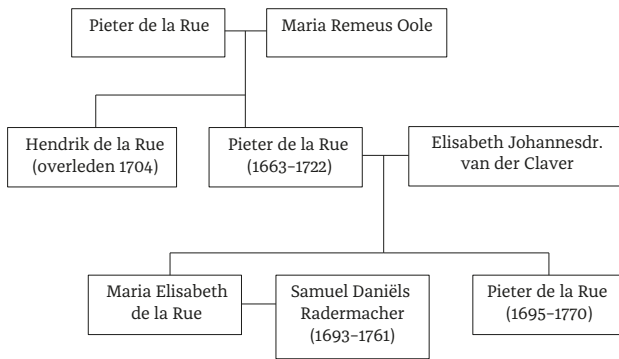 Pieter de la Rue
Maria Remeus Oole
Hendrik de la Rue
(overleden 1704)
Pieter de la Rue
(1663–1722)
Elisabeth Johannesdr.
van der Claver
Maria Elisabeth
de la Rue
Samuel Daniëls
Radermacher
(1693–1761)
Pieter de la Rue
(1695–1770)